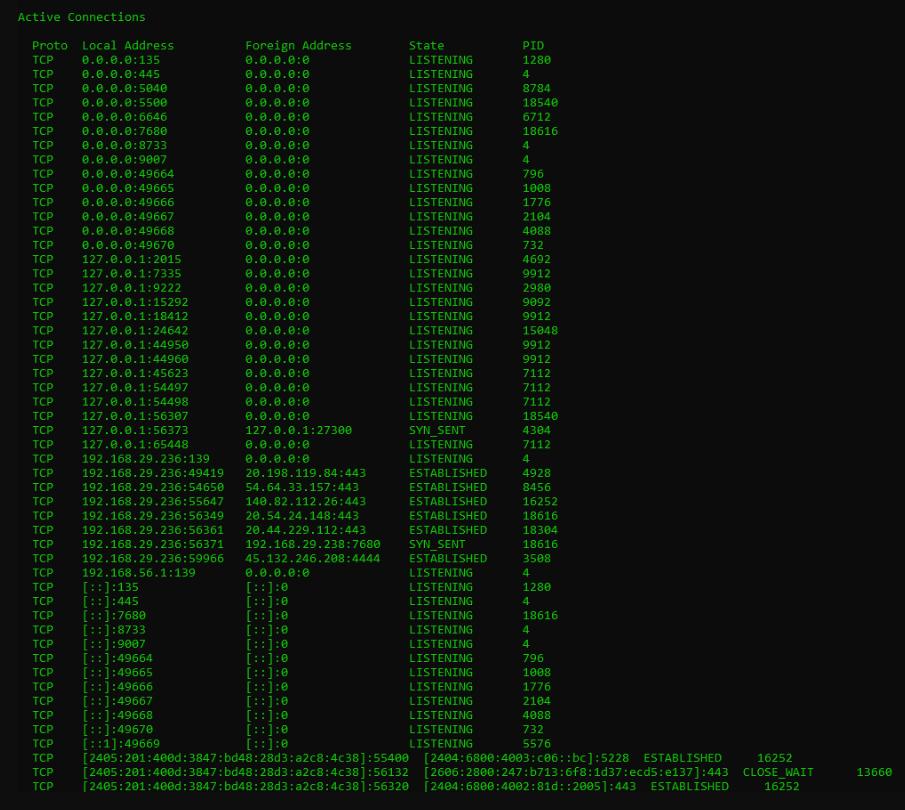 Active Connections
Proto Local Address Foreign Address State PID
TCP 0.0.0.0:135 0.0.0.0:0 LISTENING 1280
TCP 0.0.0.0:445 0.0.0.0:0 LISTENING 4
TCP 0.0.0.0:5040 0.0.0.0:0 LISTENING 8784
TCP 0.0.0.0:5500 0.0.0.0:0 LISTENING 18540
TCP 0.0.0.0:6646 0.0.0.0:0 LISTENING 6712
TCP 0.0.0.0:7680 0.0.0.0:0 LISTENING 18616
TCP 0.0.0.0:8733 0.0.0.0:0 LISTENING 4
TCP 0.0.0.0:9007 0.0.0.0:0 LISTENING 4
TCP 0.0.0.0:49664 0.0.0.0:0 LISTENING 796
TCP 0.0.0.0:49665 0.0.0.0:0 LISTENING 1008
TCP 0.0.0.0:49666 0.0.0.0:0 LISTENING 1776
TCP 0.0.0.0:49667 0.0.0.0:0 LISTENING 2104
TCP 0.0.0.0:49668 0.0.0.0:0 LISTENING 4088
TCP 0.0.0.0:49670 0.0.0.0:0 LISTENING 732
TCP 127.0.0.1:2015 0.0.0.0:0 LISTENING 4692
TCP 127.0.0.1:7335 0.0.0.0:0 LISTENING 9912
TCP 127.0.0.1:9222 0.0.0.0:0 LISTENING 2980
TCP 127.0.0.1:15292 0.0.0.0:0 LISTENING 9092
TCP 127.0.0.1:18412 0.0.0.0:0 LISTENING 9912
TCP 127.0.0.1:24642 0.0.0.0:0 LISTENING 15048
TCP 127.0.0.1:44950 0.0.0.0:0 LISTENING 9912
TCP 127.0.0.1:44960 0.0.0.0:0 LISTENING 9912
TCP 127.0.0.1:45623 0.0.0.0:0 LISTENING 7112
TCP 127.0.0.1:54497 0.0.0.0:0 LISTENING 7112
TCP 127.0.0.1:54498 0.0.0.0:0 LISTENING 7112
TCP 127.0.0.1:56307 0.0.0.0:0 LISTENING 18540
TCP 127.0.0.1:56373 127.0.0.1:27300 SYN_SENT 4304
TCP 127.0.0.1:65448 0.0.0.0:0 LISTENING 7112
TCP 192.168.29.236:139 0.0.0.0:0 LISTENING 4
TCP 192.168.29.236:49419 20.198.119.84:443 ESTABLISHED 4928
TCP 192.168.29.236:54650 54.64.33.157:443 ESTABLISHED 8456
TCP 192.168.29.236:55647 140.82.112.26:443 ESTABLISHED 16252
TCP 192.168.29.236:56349 20.54.24.148:443 ESTABLISHED 18616
TCP 192.168.29.236:56361 20.44.229.112:443 ESTABLISHED 18304
TCP 192.168.29.236:56371 192.168.29.238:7680 SYN_SENT 18616
TCP 192.168.29.236:59966 45.132.246.208:4444 ESTABLISHED 3508
TCP 192.168.56.1:139 0.0.0.0:0 LISTENING 4
TCP [::]:135 [::]:0 LISTENING 1280
TCP [::]:445 [::]:0 LISTENING 4
TCP [::]:7680 [::]:0 LISTENING 18616
TCP [::]:8733 [::]:0 LISTENING 4
TCP [::]:9007 [::]:0 LISTENING 4
TCP [::]:49664 [::]:0 LISTENING 796
TCP [::]:49665 [::]:0 LISTENING 1008
TCP [::]:49666 [::]:0 LISTENING 1776
TCP [::]:49667 [::]:0 LISTENING 2104
TCP [::]:49668 [::]:0 LISTENING 4088
TCP [::]:49670 [::]:0 LISTENING 732
TCP [::1]:49669 [::]:0 LISTENING 5576
TCP [2405:201:400d:3847:bd48:28d3:a2c8:4c38]:55400 [2404:6800:4003:c06::bc]:5228 ESTABLISHED 16252
TCP [2405:201:400d:3847:bd48:28d3:a2c8:4c38]:56132 [2606:2800:247:b713:6f8:1d37:ecd5:e137]:443 CLOSE_WAIT 13660
TCP [2405:201:400d:3847:bd48:28d3:a2c8:4c38]:56320 [2404:6800:4002:81d::2005]:443 ESTABLISHED 16252